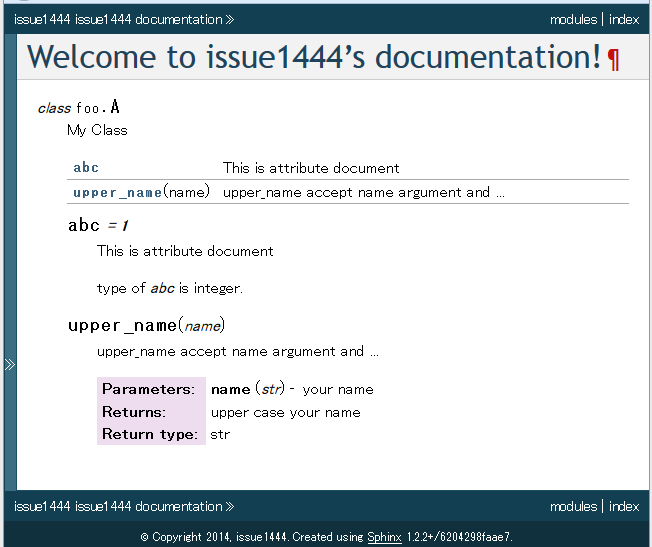 issue1444 issue1444 documentation » modules | index
Welcome to issue1444's documentation! ¶
class foo.A
My Class
abc This is attribute document
upper_name(name) upper_name accept name argument and ...
abc = 1
This is attribute document
type of abc is integer.
upper_name(name)
»
upper_name accept name argument and ...
Parameters: name (str) – your name
Returns: upper case your name
Return type: str
issue1444 issue1444 documentation » modules | index
© Copyright 2014, issue1444. Created using Sphinx 1.2.2+/6204298faae7.